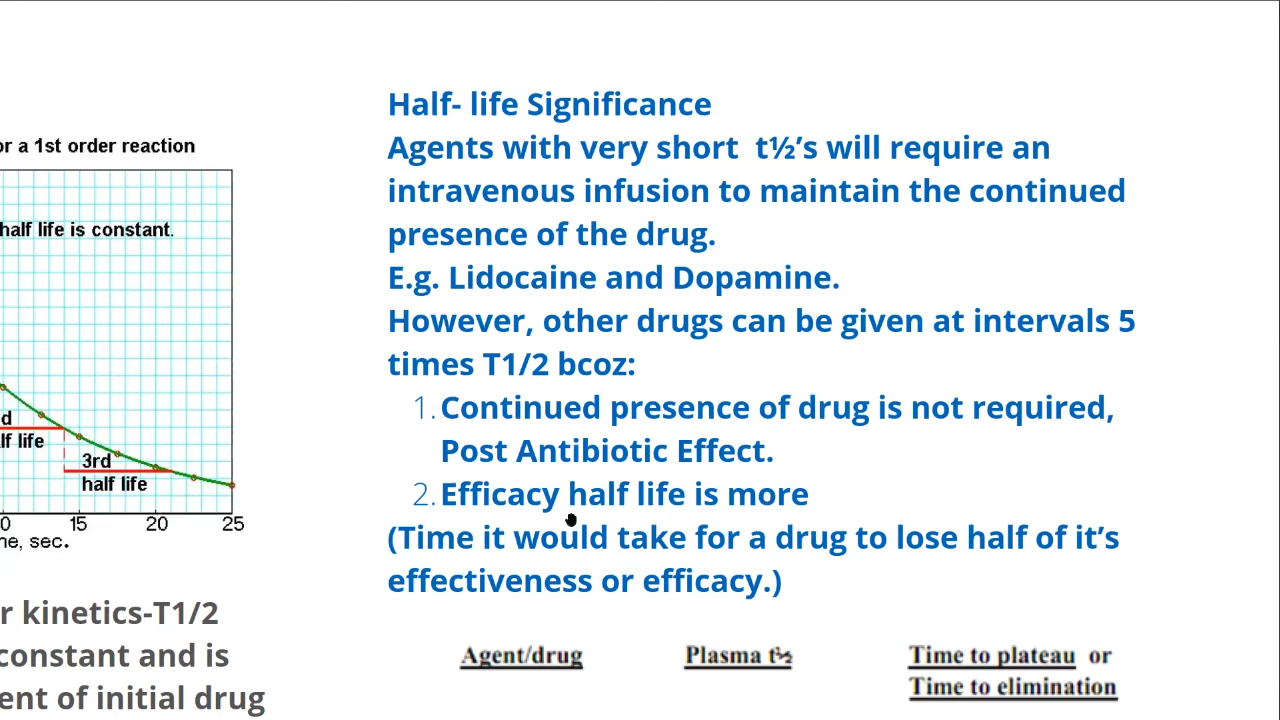 or a 1st order reaction
half life is constant.
3rd
half life
half life
15
20
25
sec.
r kinetics-T1/2
constant and is
ent of initial drug
Half- life Significance
Agents with very short t½’s will require an
intravenous infusion to maintain the continued
presence of the drug.
E.g. Lidocaine and Dopamine.
However, other drugs can be given at intervals 5
times T1/2 bcoz:
1. Continued presence of drug is not required,
Post Antibiotic Effect.
2. Efficacy half life is more
(Time it would take for a drug to lose half of it’s
effectiveness or efficacy.)
Agent/drug Plasma t½ Time to plateau or
Time to elimination